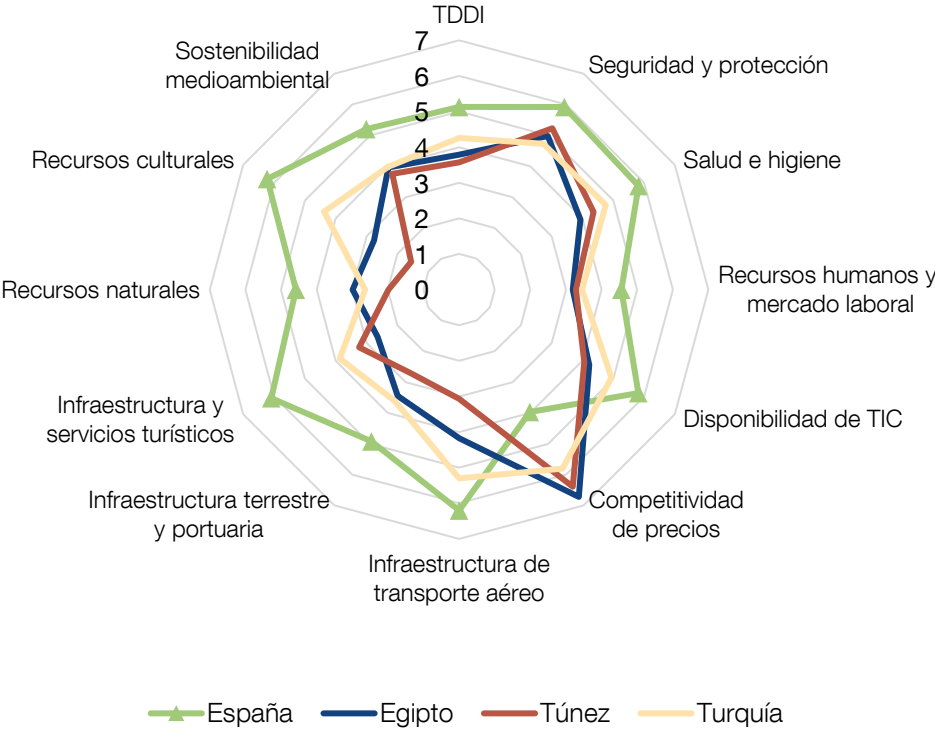 TDDI
Seguridad y protección
Salud e higiene
Recursos humanos y
mercado laboral
Disponibilidad de TIC
Competitividad
de precios
Infraestructura de
transporte aéreo
Infraestructura terrestre
y portuaria
Infraestructura y
servicios turísticos
Recursos naturales
Recursos culturales
Sostenibilidad
medioambiental
7
6
5
4
3
2
1
0
España
Egipto
Túnez
Turquía